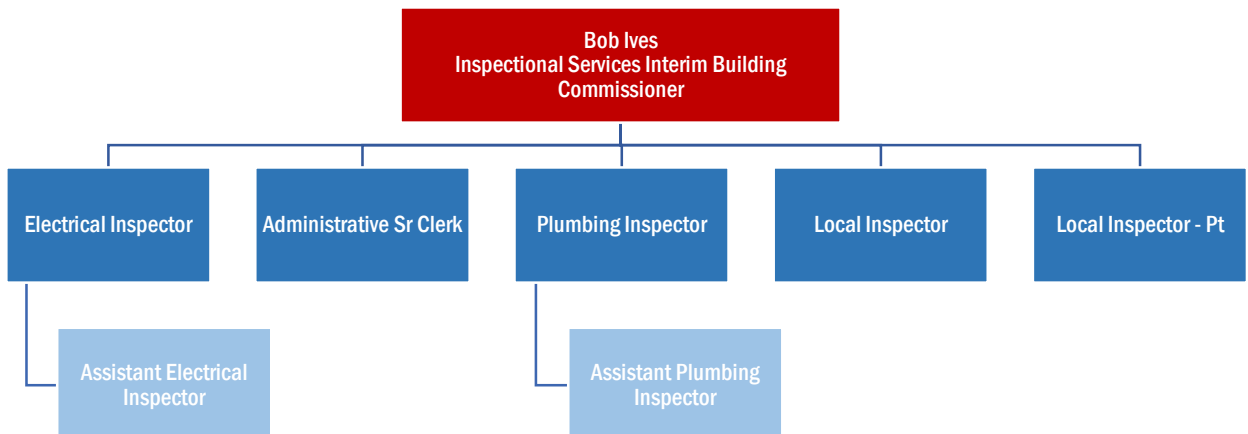 Bob Ives
Inspectional Services Interim Building
Commissioner
Electrical Inspector
Administrative Sr Clerk
Plumbing Inspector
Local Inspector
Local Inspector - Pt
Assistant Electrical
Inspector
Assistant Plumbing
Inspector